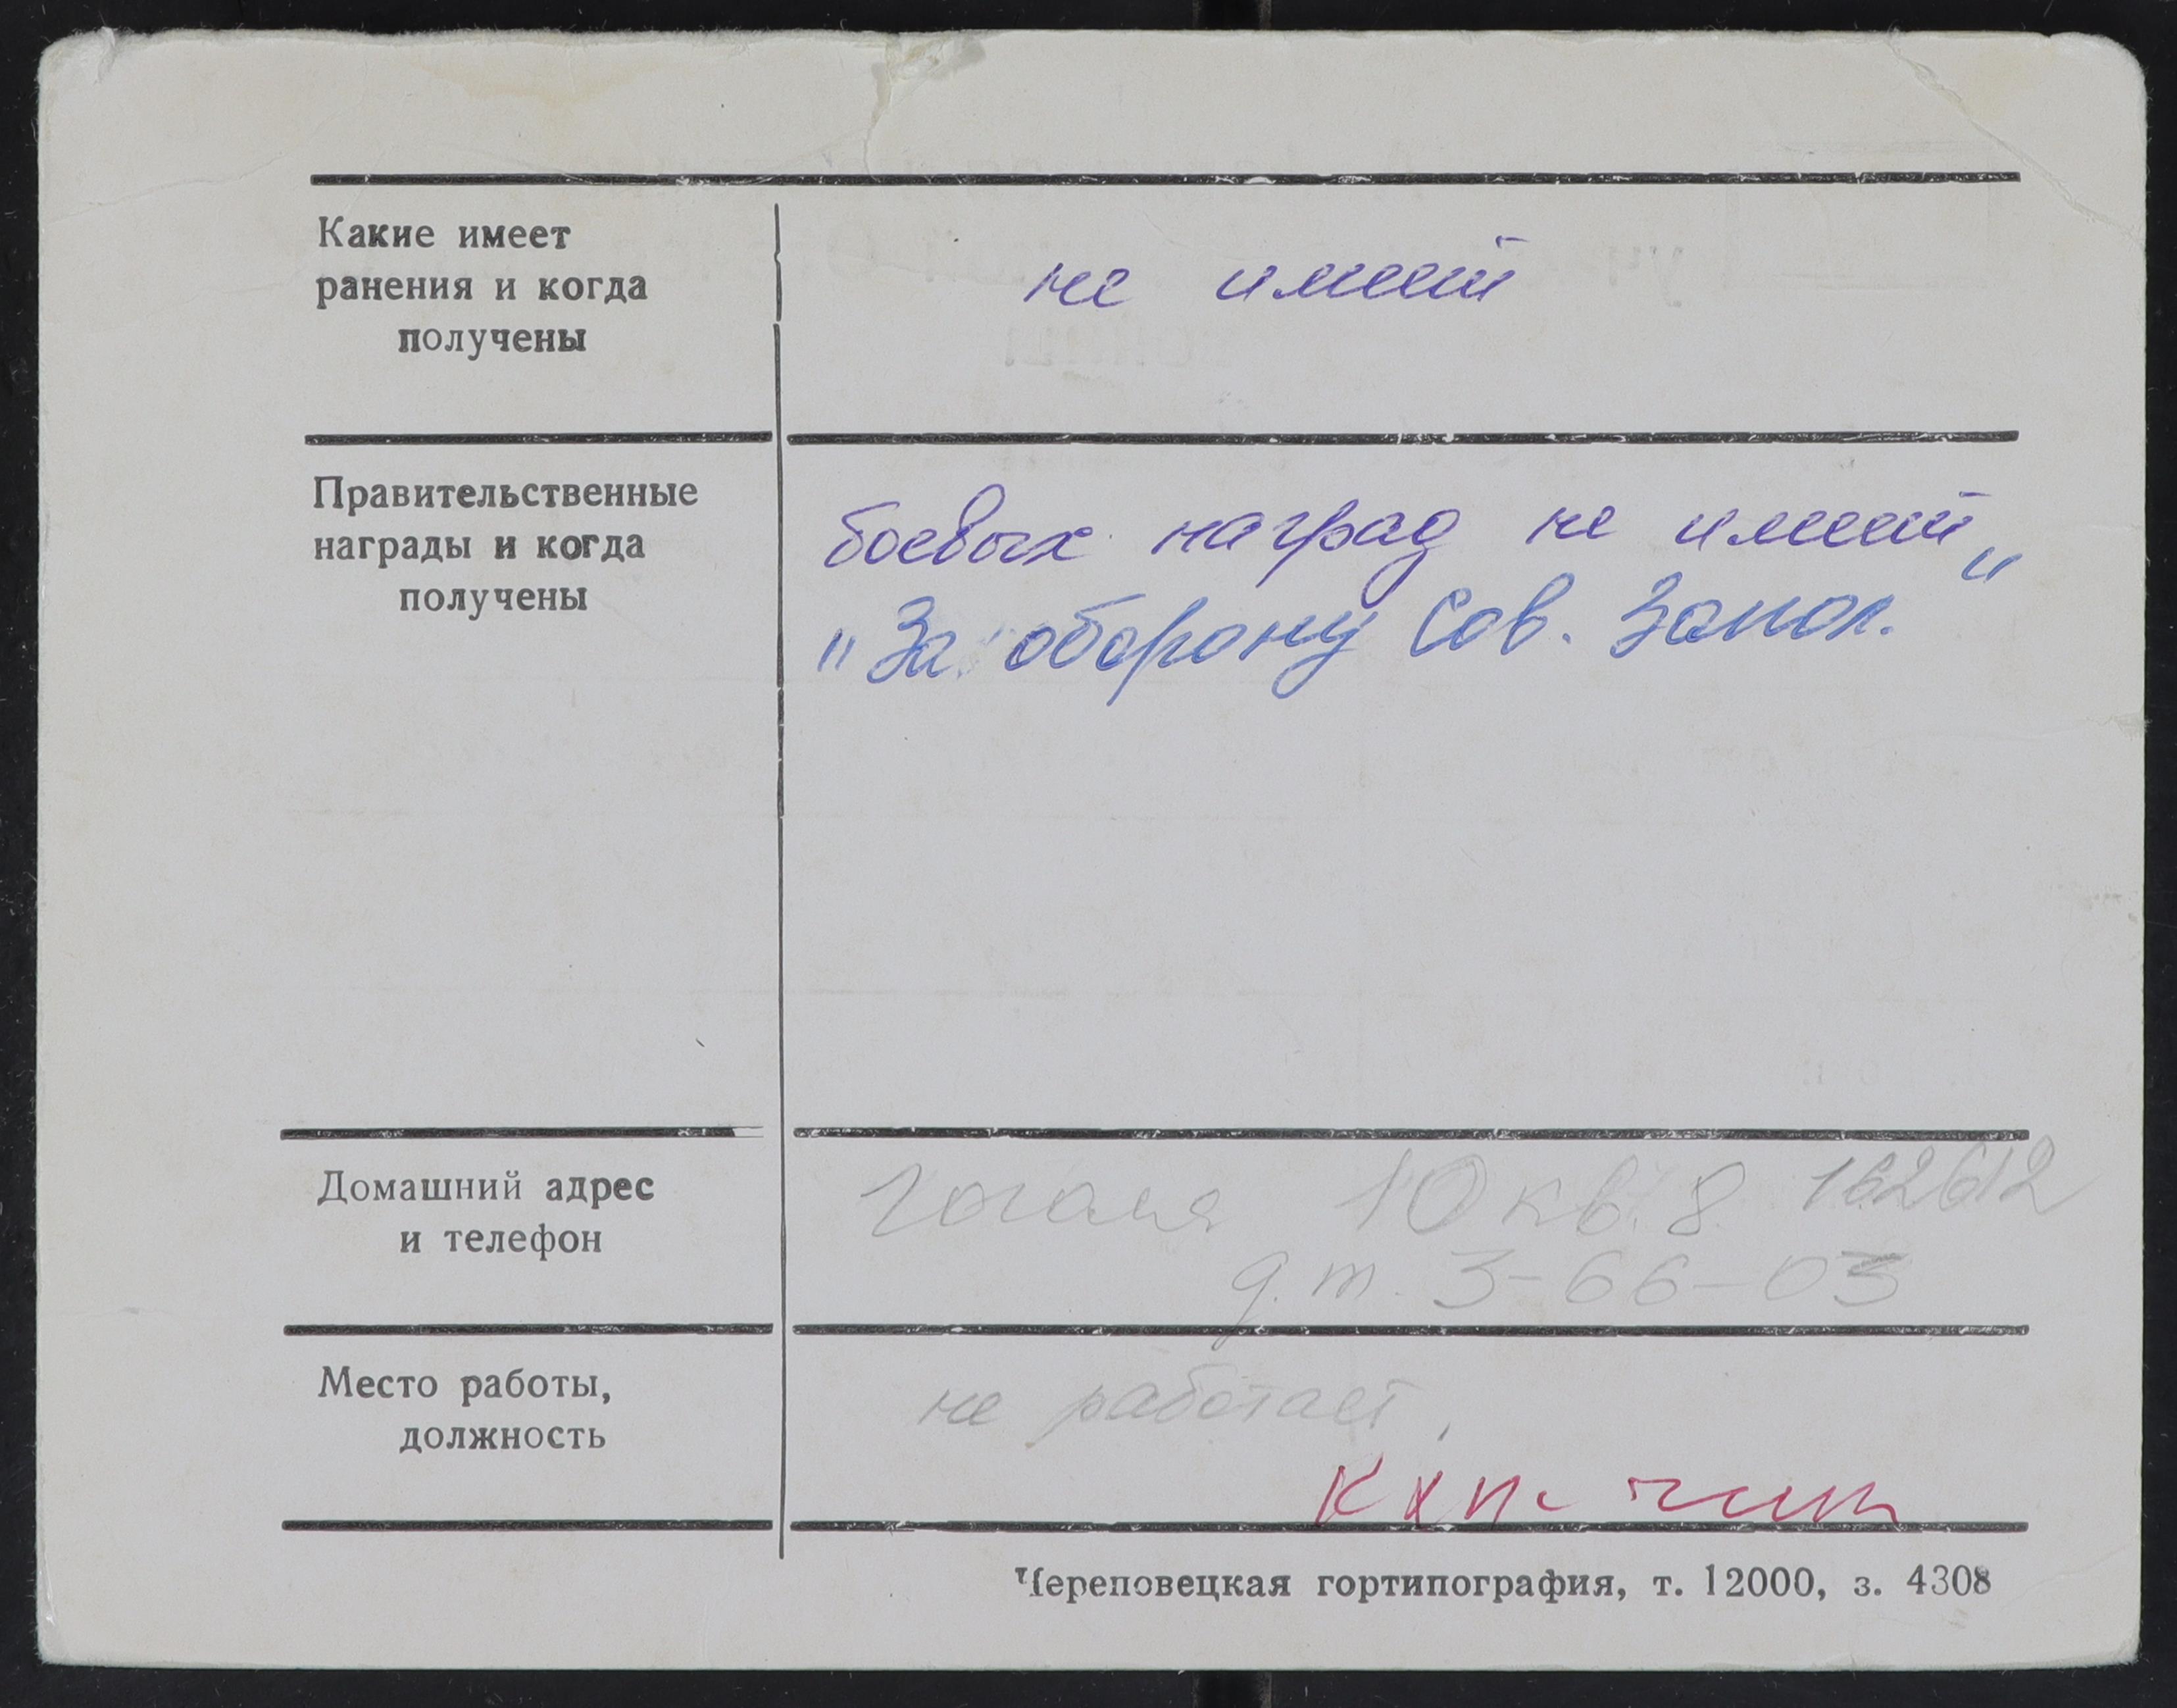 Какие имеет
ранения и когда
получены
не имеет
Правительственные
награды и когда
получены
боевых наград не имеет
"За оборону Сов. Запол."
Домашний адрес
и телефон
Гоголя 10 кв. 8 162612
д.т. 3-66-03
Место работы,
должность
не работает,
Череповецкая гортипография, т. 12000, з. 4308